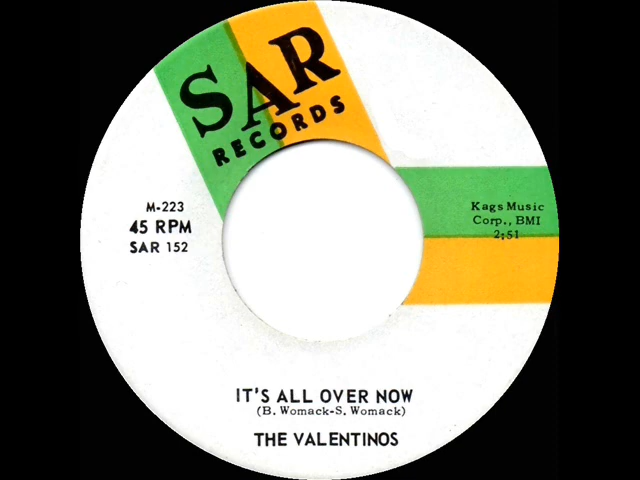 SAR
RECORDS
M-223
45 RPM
SAR 152
Kags Music
Corp., BMI
2;51
IT'S ALL OVER NOW
(B. Womack-S. Womack)
THE VALENTINOS